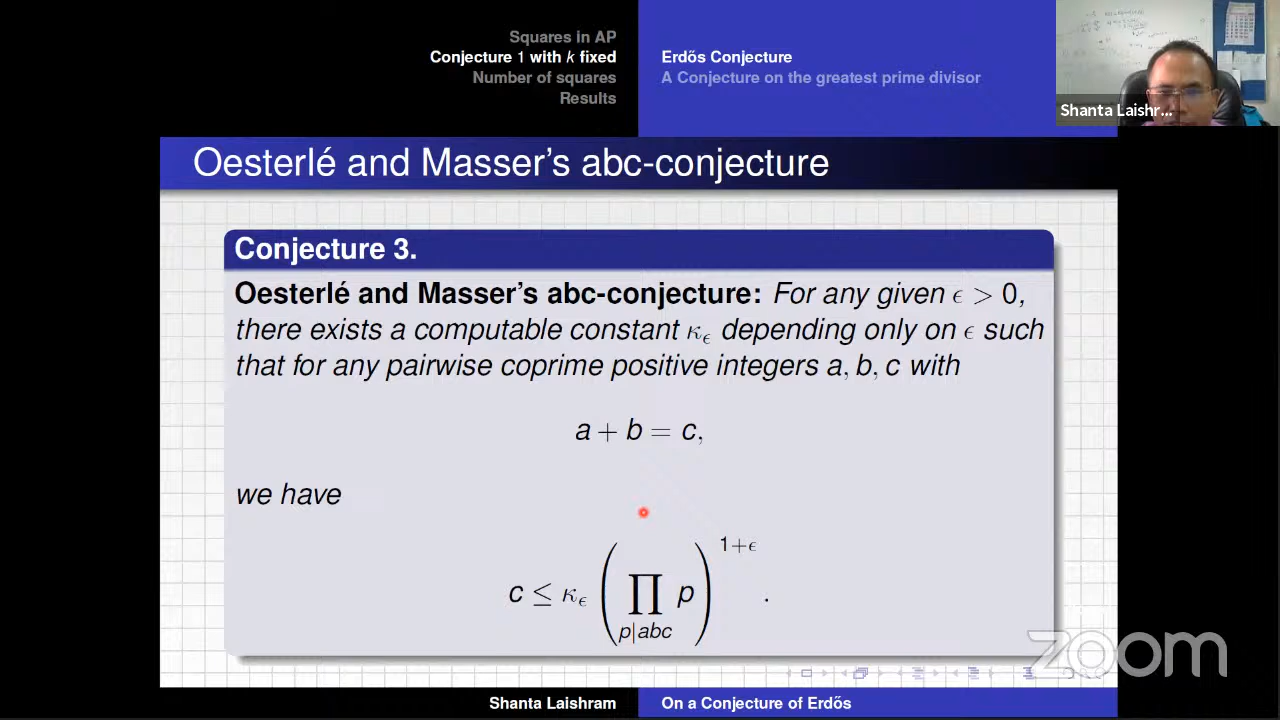 Squares in AP
Conjecture 1 with k fixed
Number of squares
Results
Erdős Conjecture
A Conjecture on the greatest prime divisor
Shanta Laishr...
Oesterlé and Masser's abc-conjecture
Conjecture 3.
Oesterlé and Masser's abc-conjecture: For any given ϵ > 0,
there exists a computable constant κ_ϵ depending only on ϵ such
that for any pairwise coprime positive integers a, b, c with
a + b = c,
we have
c ≤ κ_ϵ (∏_{p|abc} p)^{1+ϵ}.
zoom
Shanta Laishram
On a Conjecture of Erdős